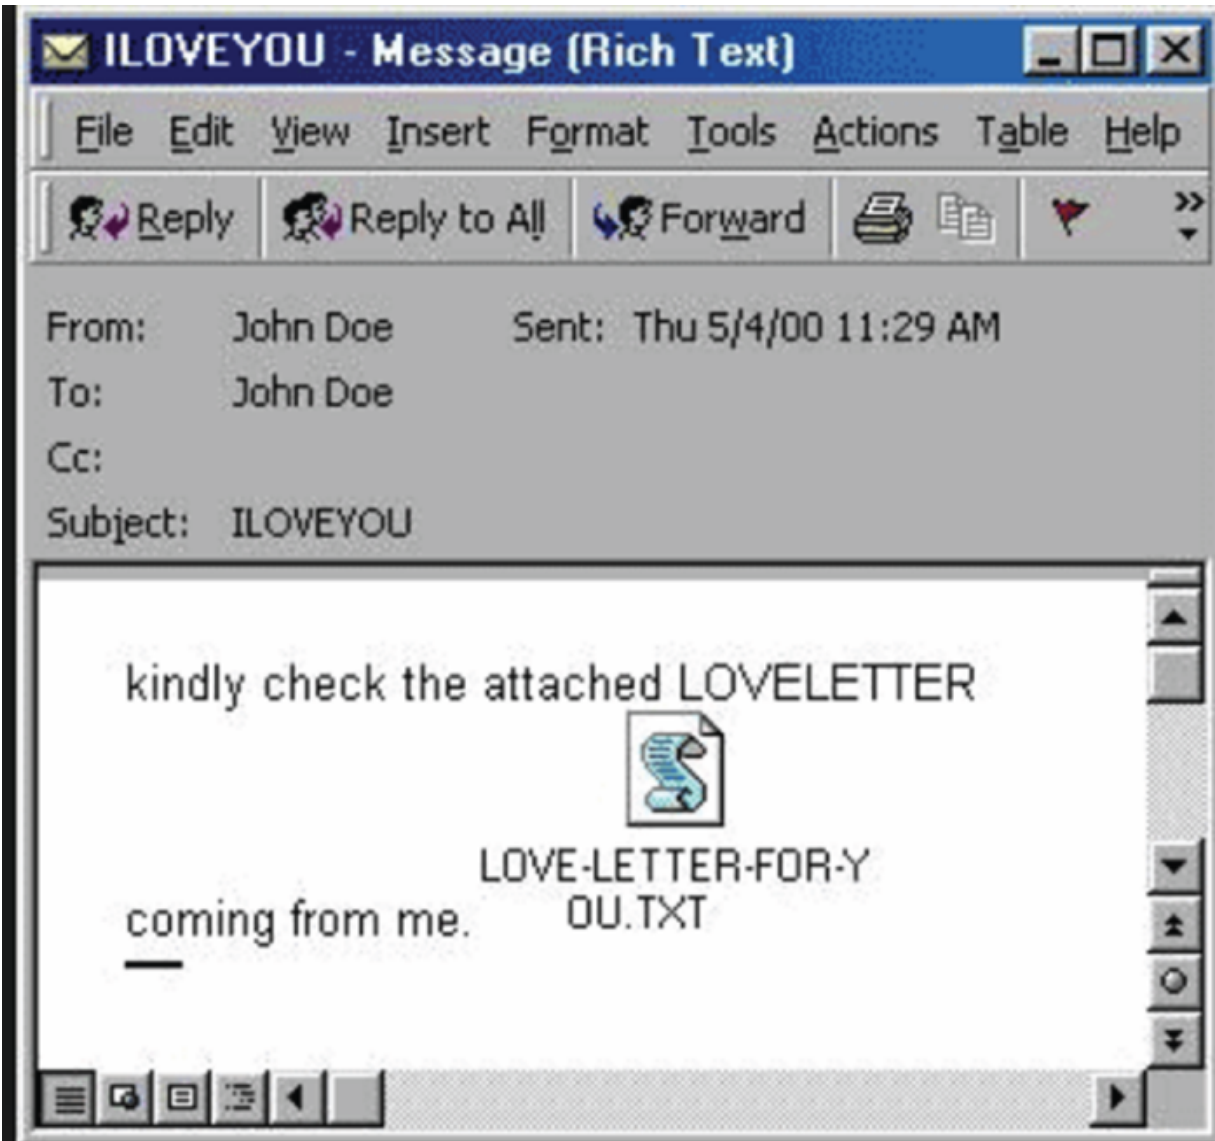 ILOVEYOU - Message (Rich Text)
File Edit View Insert Format Tools Actions Table Help
Reply Reply to All Forward
From: John Doe Sent: Thu 5/4/00 11:29 AM
To: John Doe
Cc:
Subject: ILOVEYOU
kindly check the attached LOVELETTER
LOVE-LETTER-FOR-Y
OU.TXT
coming from me.